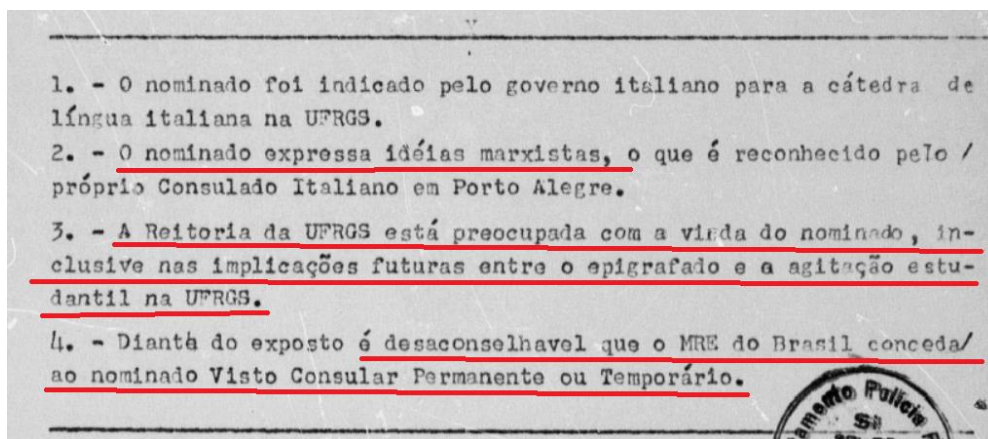 1. - O nominado foi indicado pelo governo italiano para a cátedra de
língua italiana na UFRGS.
2. - O nominado expressa idéias marxistas, o que é reconhecido pelo /
próprio Consulado Italiano em Porto Alegre.
3. - A Reitoria da UFRGS está preocupada com a vinda do nominado, in-
clusive nas implicações futuras entre o epigrafado e a agitação estu-
dantil na UFRGS.
4. - Diante do exposto é desaconselhavel que o MRE do Brasil conceda/
ao nominado Visto Consular Permanente ou Temporário.